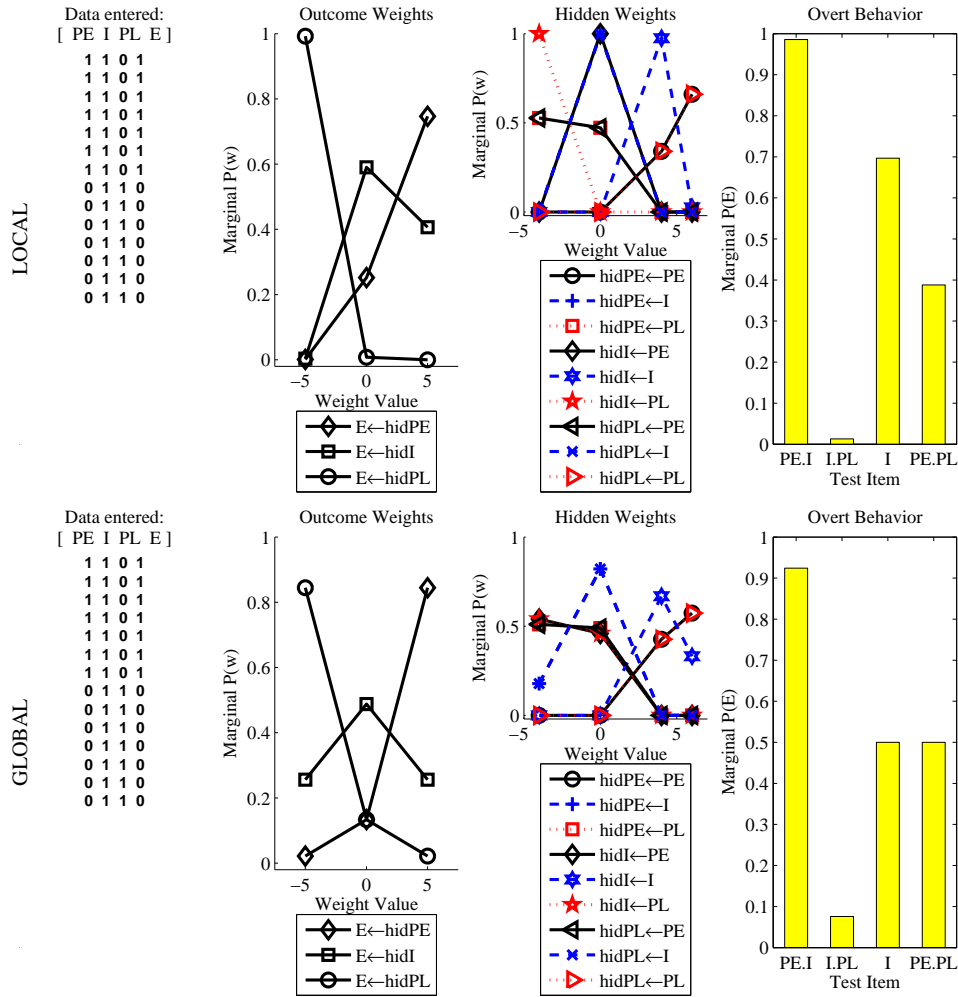 LOCAL
Data entered:
[ PE I PL E ]
1 1 0 1
1 1 0 1
1 1 0 1
1 1 0 1
1 1 0 1
1 1 0 1
1 1 0 1
0 1 1 0
0 1 1 0
0 1 1 0
0 1 1 0
0 1 1 0
0 1 1 0
0 1 1 0
Outcome Weights
Marginal P(w)
1
0.8
0.6
0.4
0.2
0
−5 0 5
Weight Value
E←hidPE
E←hidI
E←hidPL
Hidden Weights
Marginal P(w)
1
0.5
0
−5 0 5
Weight Value
hidPE←PE
hidPE←I
hidPE←PL
hidI←PE
hidI←I
hidI←PL
hidPL←PE
hidPL←I
hidPL←PL
Overt Behavior
Marginal P(E)
1
0.9
0.8
0.7
0.6
0.5
0.4
0.3
0.2
0.1
0
PE.I I.PL I PE.PL
Test Item
GLOBAL
Data entered:
[ PE I PL E ]
1 1 0 1
1 1 0 1
1 1 0 1
1 1 0 1
1 1 0 1
1 1 0 1
1 1 0 1
0 1 1 0
0 1 1 0
0 1 1 0
0 1 1 0
0 1 1 0
0 1 1 0
0 1 1 0
Outcome Weights
Marginal P(w)
1
0.8
0.6
0.4
0.2
0
−5 0 5
Weight Value
E←hidPE
E←hidI
E←hidPL
Hidden Weights
Marginal P(w)
1
0.5
0
−5 0 5
Weight Value
hidPE←PE
hidPE←I
hidPE←PL
hidI←PE
hidI←I
hidI←PL
hidPL←PE
hidPL←I
hidPL←PL
Overt Behavior
Marginal P(E)
1
0.9
0.8
0.7
0.6
0.5
0.4
0.3
0.2
0.1
0
PE.I I.PL I PE.PL
Test Item